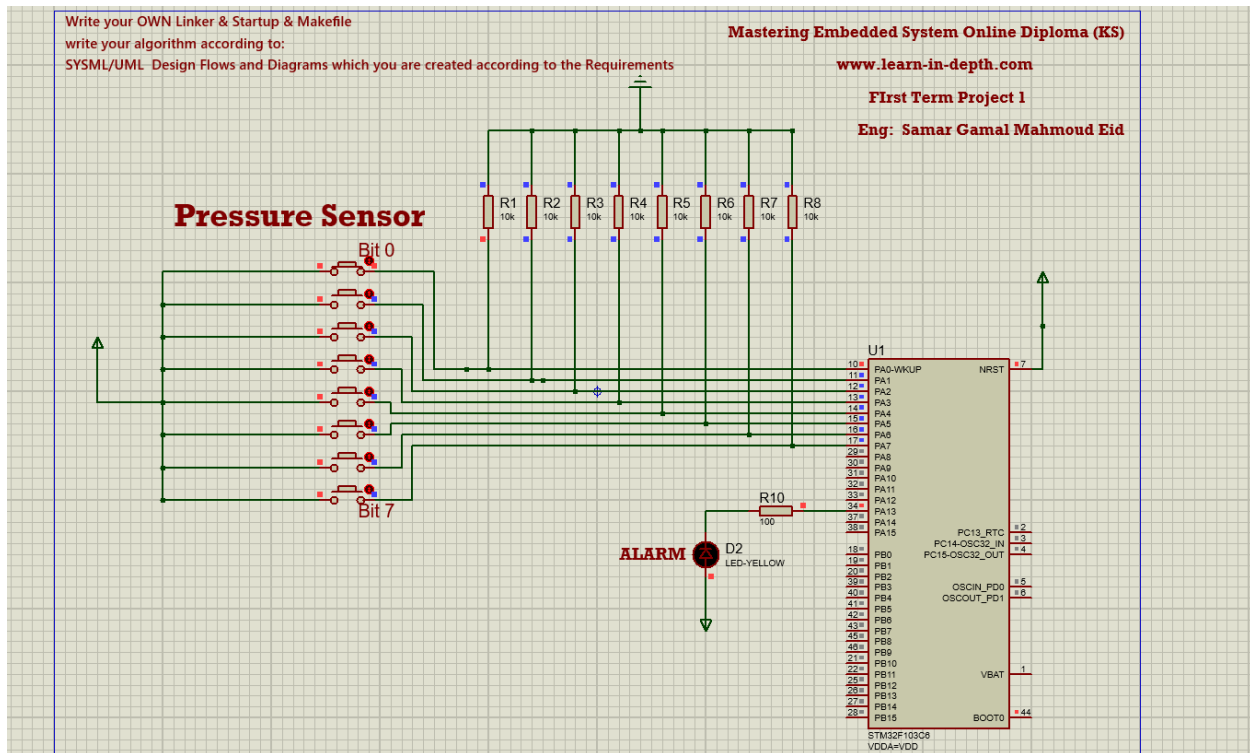 Write your OWN Linker & Startup & Makefile
write your algorithm according to:
SYSML/UML Design Flows and Diagrams which you are created according to the Requirements
Mastering Embedded System Online Diploma (KS)
www.learn-in-depth.com
FIrst Term Project 1
Eng: Samar Gamal Mahmoud Eid
R1
10k
R2
10k
R3
10k
R4
10k
R5
10k
R6
10k
R7
10k
R8
10k
Pressure Sensor
Bit 0
Bit 7
U1
10 PA0-WKUP
11 PA1
12 PA2
13 PA3
14 PA4
15 PA5
16 PA6
17 PA7
29 PA8
30 PA9
31 PA10
32 PA11
33 PA12
34 PA13
37 PA14
38 PA15
18 PB0
19 PB1
20 PB2
39 PB3
40 PB4
41 PB5
42 PB6
43 PB7
45 PB8
46 PB9
21 PB10
22 PB11
25 PB12
26 PB13
27 PB14
28 PB15
NRST 7
PC13_RTC 2
PC14-OSC32_IN 3
PC15-OSC32_OUT 4
OSCIN_PD0 5
OSCOUT_PD1 6
VBAT 1
BOOT0 44
STM32F103C6
VDDA=VDD
R10
100
ALARM
D2
LED-YELLOW